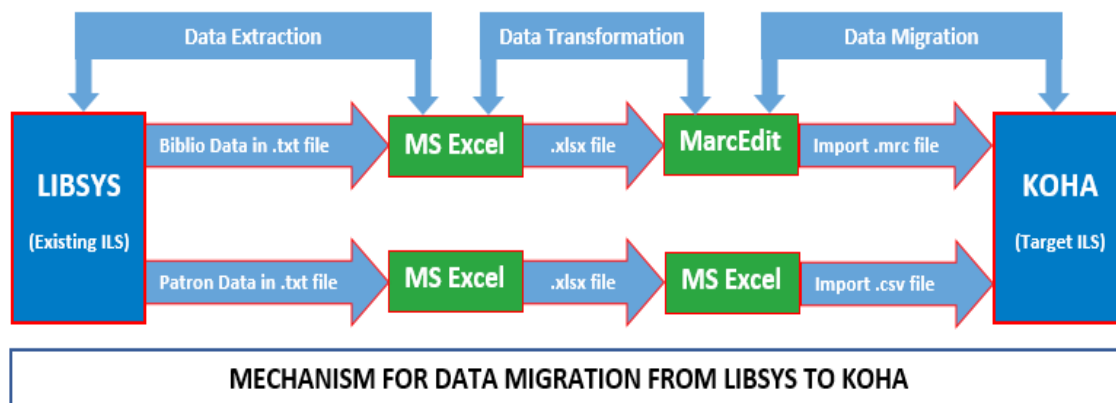 Data Extraction
Data Transformation
Data Migration
LIBSYS
(Existing ILS)
Biblio Data in .txt file
MS Excel
.xlsx file
MarcEdit
Import .mrc file
KOHA
(Target ILS)
Patron Data in .txt file
MS Excel
.xlsx file
MS Excel
Import .csv file
MECHANISM FOR DATA MIGRATION FROM LIBSYS TO KOHA